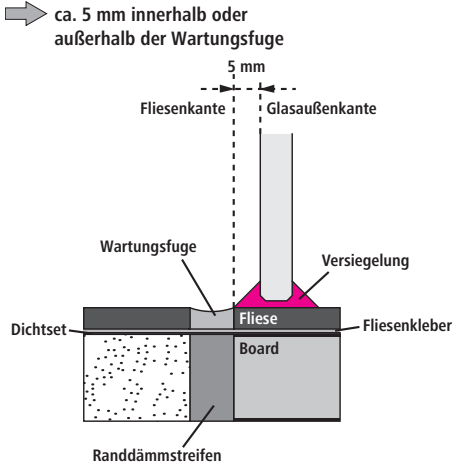 ca. 5 mm innerhalb oder
außerhalb der Wartungsfuge
5 mm
Fliesenkante
Glasaußenkante
Wartungsfuge
Versiegelung
Fliese
Dichtset
Fliesenkleber
Board
Randdämmstreifen